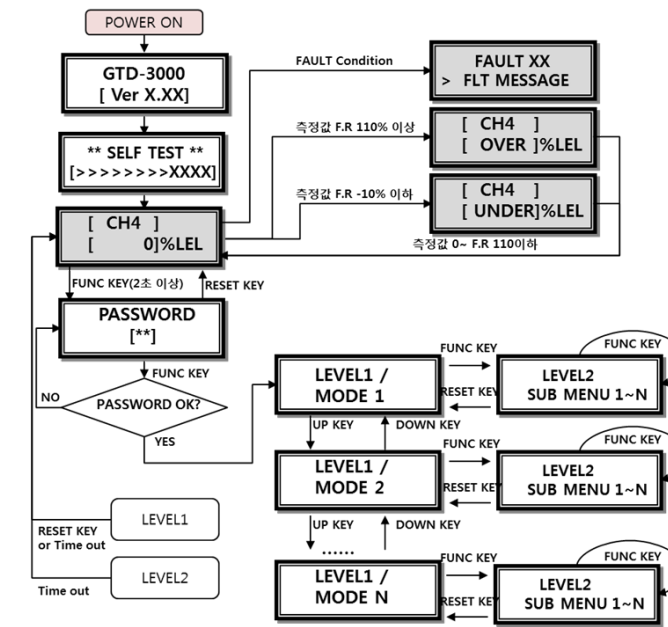 POWER ON
GTD-3000
[ Ver X.XX]
** SELF TEST **
[>>>>>>>>XXXX]
[ CH4 ]
[ 0]%LEL
FAULT Condition
FAULT XX
> FLT MESSAGE
측정값 F.R 110% 이상
[ CH4 ]
[ OVER ]%LEL
측정값 F.R -10% 이하
[ CH4 ]
[ UNDER]%LEL
측정값 0~ F.R 110이하
FUNC KEY(2초 이상)
RESET KEY
PASSWORD
[**]
FUNC KEY
NO
PASSWORD OK?
YES
LEVEL1 /
MODE 1
FUNC KEY
RESET KEY
LEVEL2
SUB MENU 1~N
FUNC KEY
UP KEY
DOWN KEY
LEVEL1 /
MODE 2
FUNC KEY
RESET KEY
LEVEL2
SUB MENU 1~N
FUNC KEY
UP KEY
DOWN KEY
......
LEVEL1 /
MODE N
FUNC KEY
RESET KEY
LEVEL2
SUB MENU 1~N
FUNC KEY
LEVEL1
RESET KEY
or Time out
LEVEL2
Time out